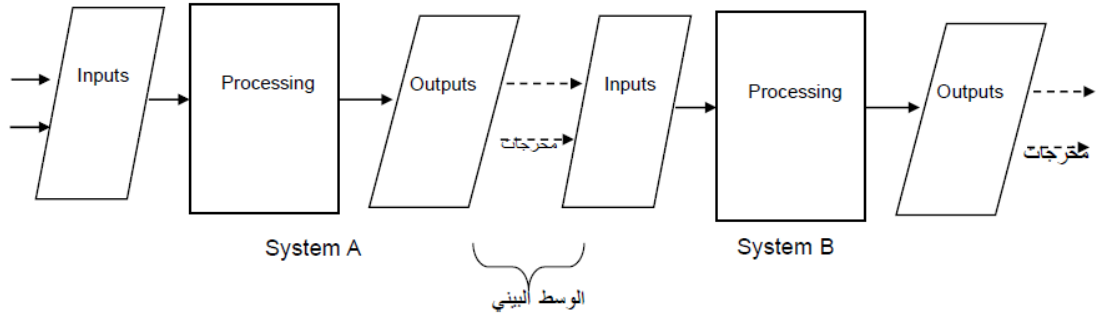 Inputs
Processing
Outputs
مخرجات
Inputs
Processing
Outputs
مخرجات
System A
System B
الوسط البيني